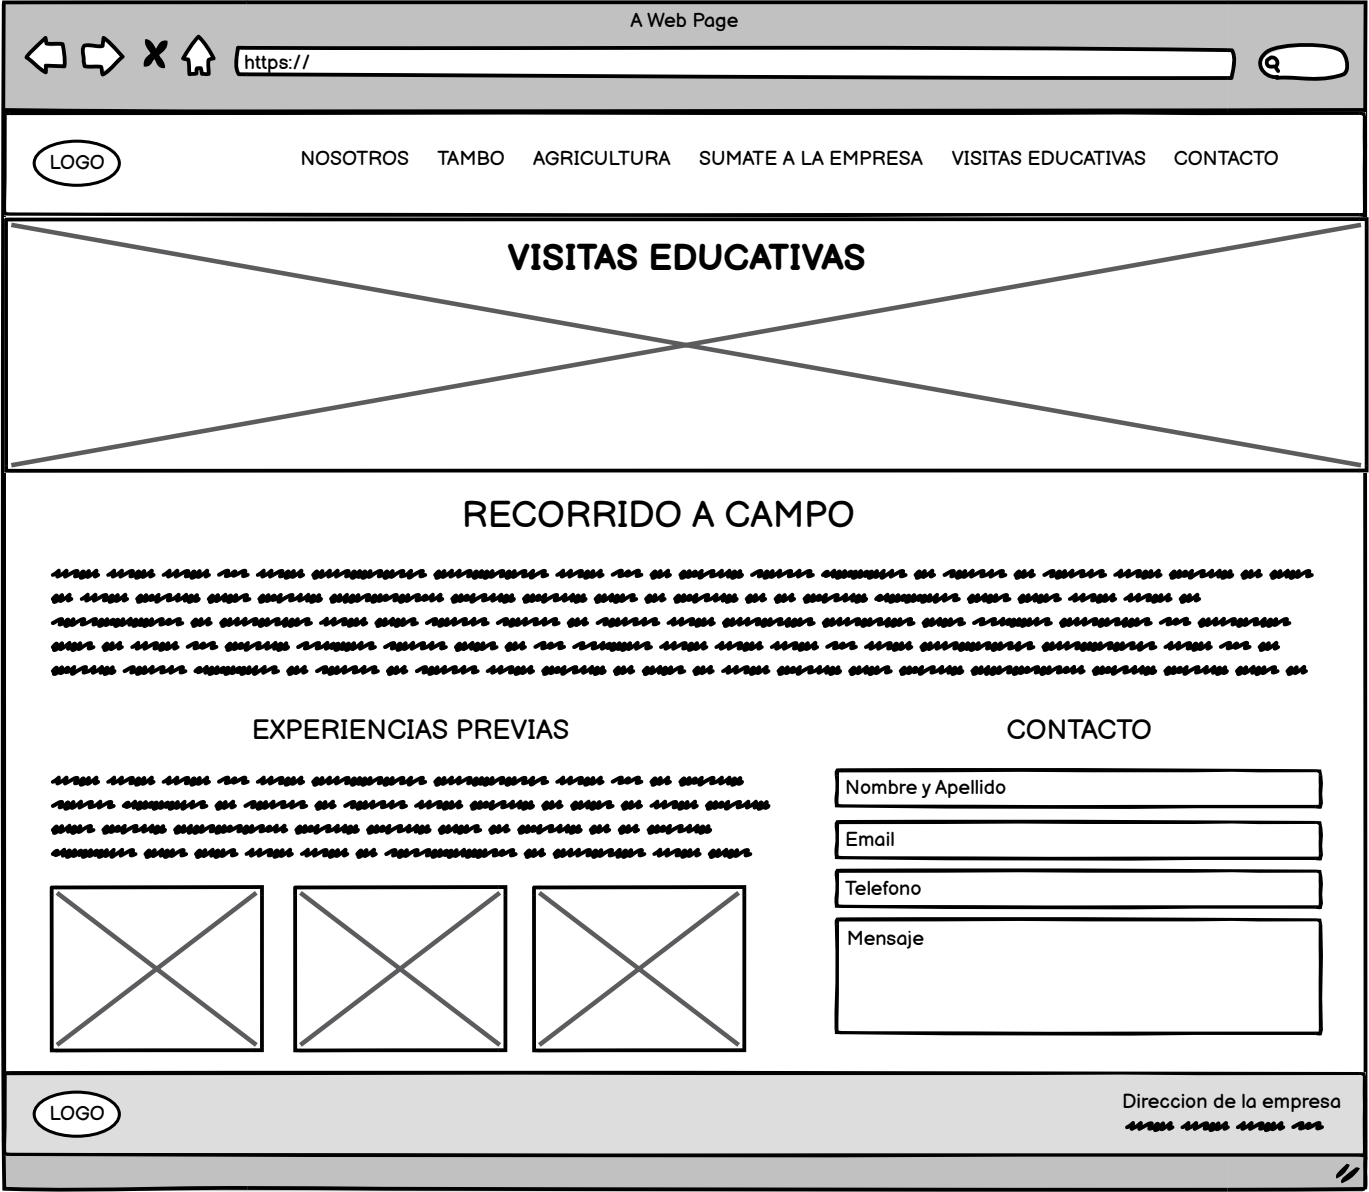 A Web Page
https://
LOGO
NOSOTROS TAMBO AGRICULTURA SUMATE A LA EMPRESA VISITAS EDUCATIVAS CONTACTO
VISITAS EDUCATIVAS
RECORRIDO A CAMPO
EXPERIENCIAS PREVIAS
CONTACTO
Nombre y Apellido
Email
Telefono
Mensaje
LOGO
Direccion de la empresa